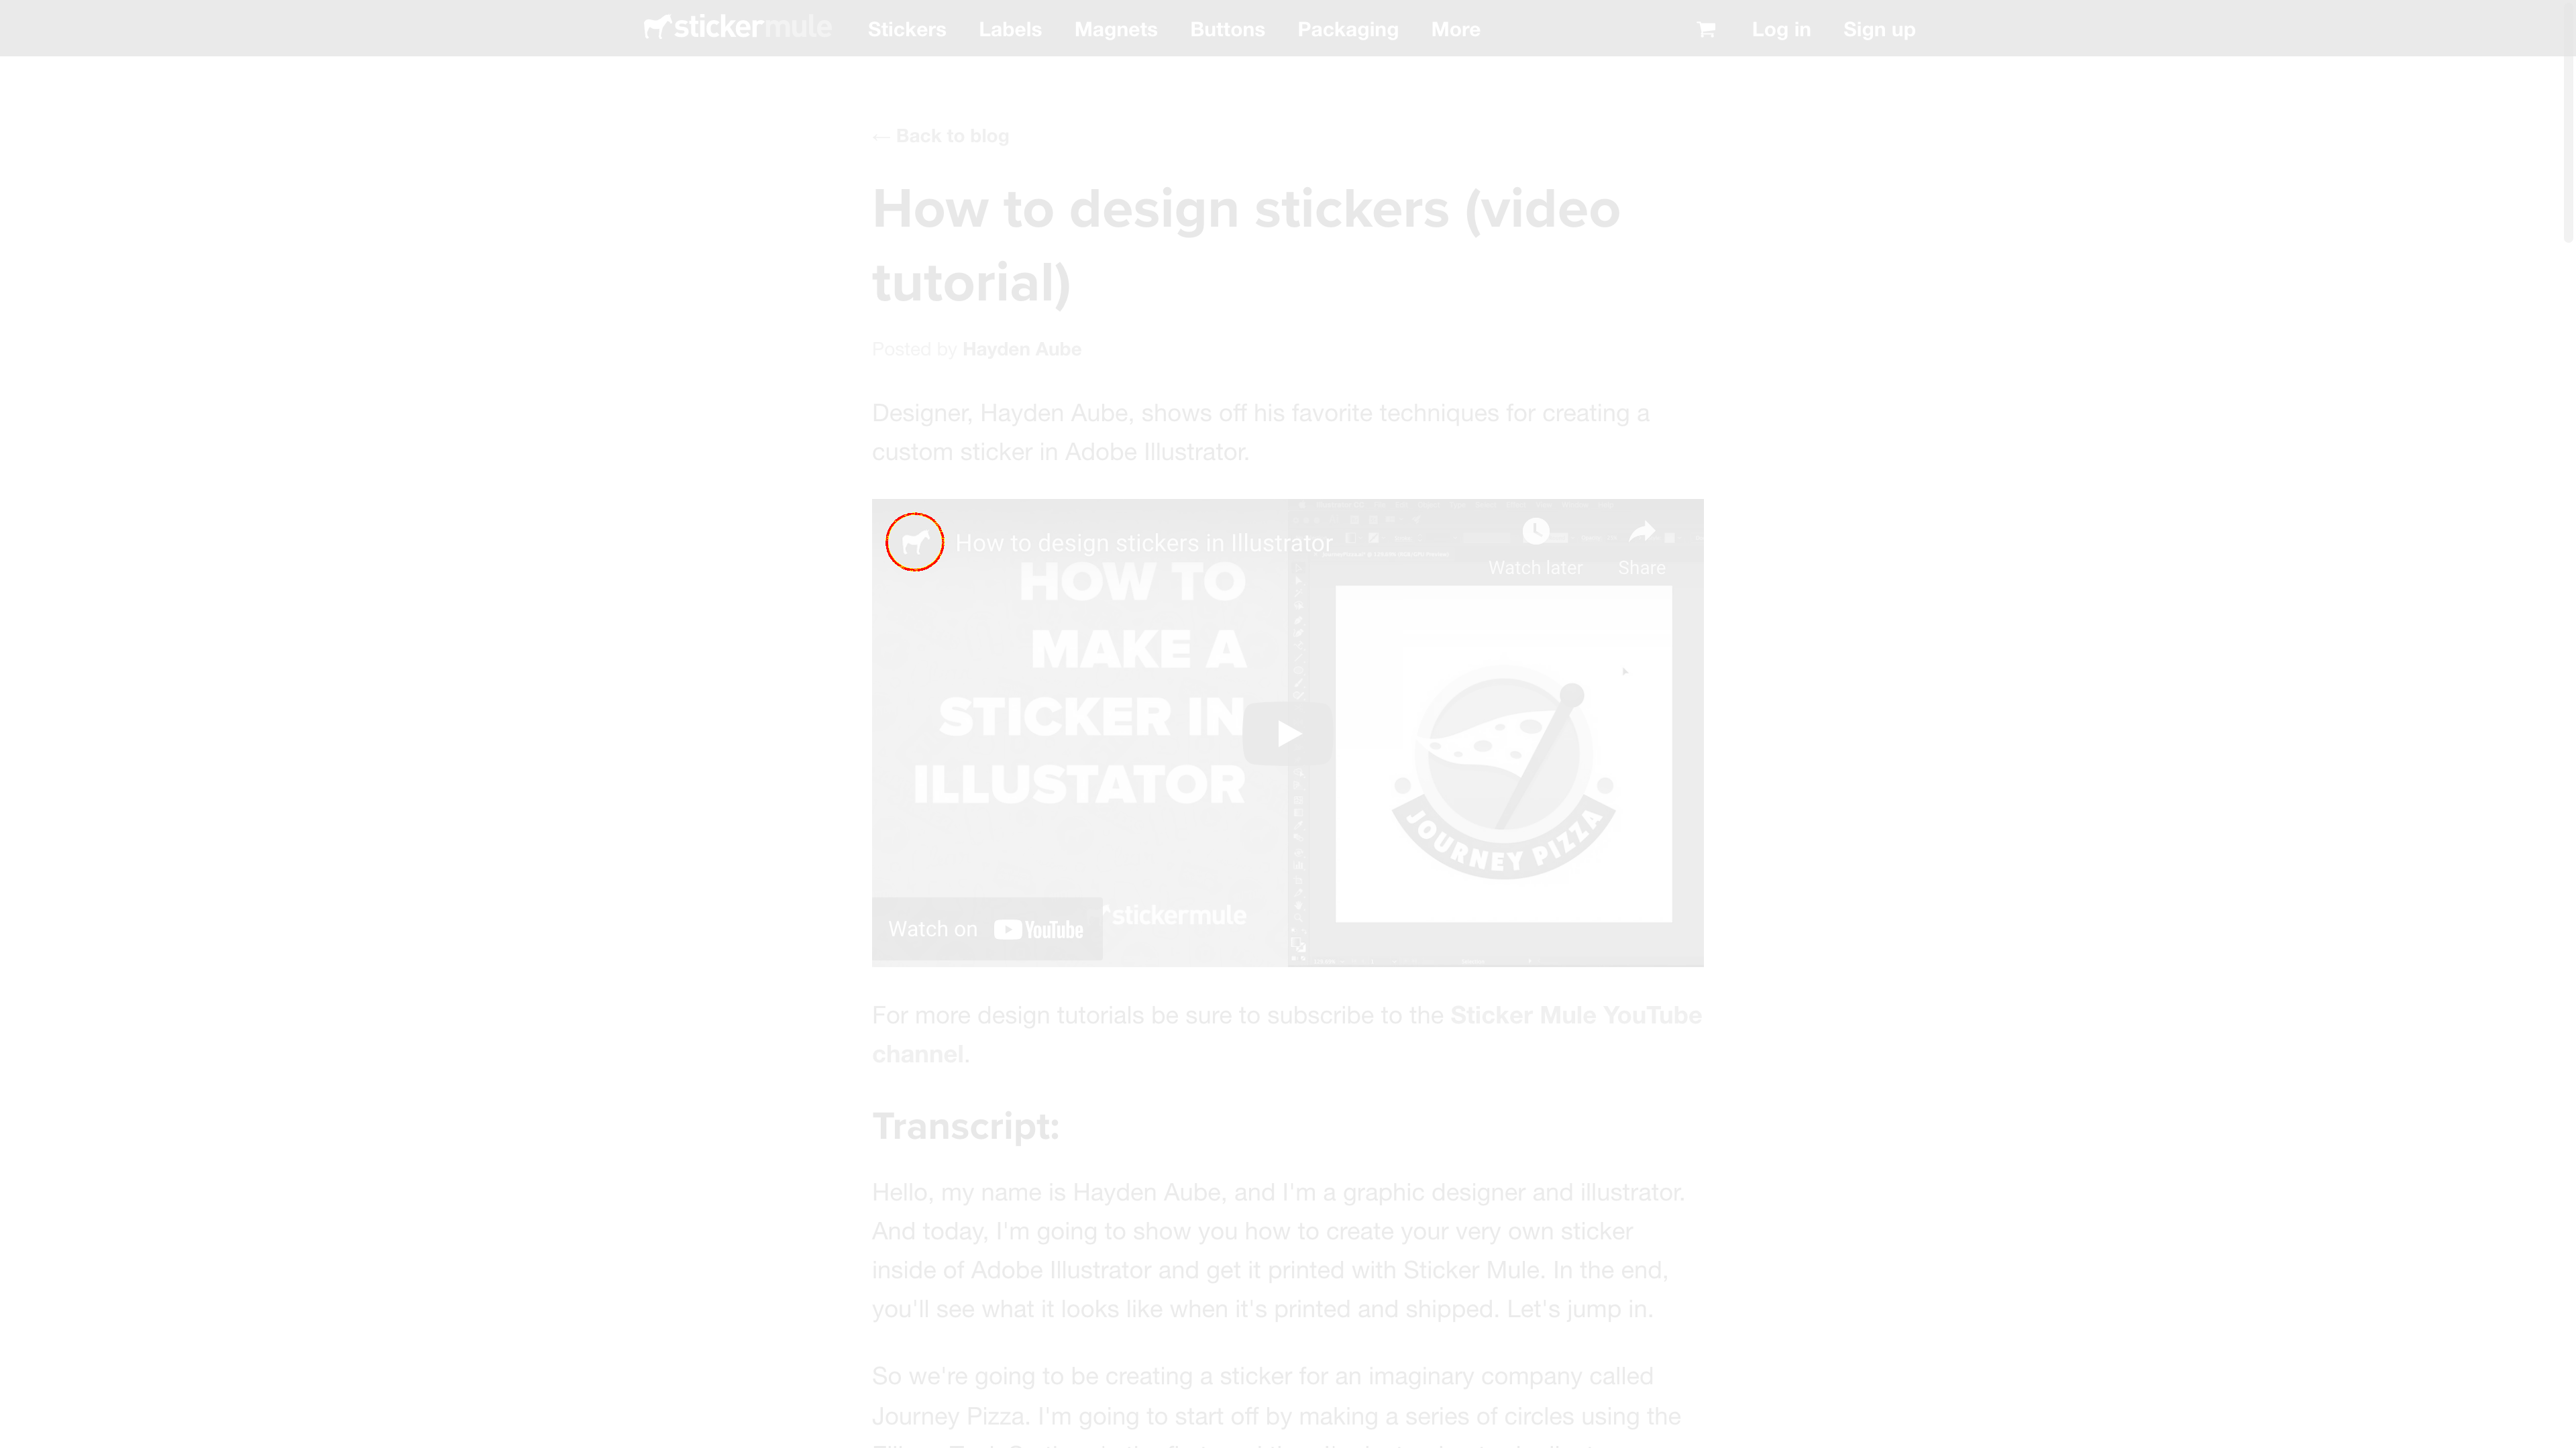 stickermule Stickers Labels Magnets Buttons Packaging More Log in Sign up
← Back to blog
How to design stickers (video
tutorial)
Posted by Hayden Aube
Designer, Hayden Aube, shows off his favorite techniques for creating a
custom sticker in Adobe Illustrator.
How to design stickers in Illustrator
Watch later Share
HOW TO
MAKE A
STICKER IN
ILLUSTATOR
JOURNEY PIZZA
stickermule
Watch on YouTube
For more design tutorials be sure to subscribe to the Sticker Mule YouTube
channel.
Transcript:
Hello, my name is Hayden Aube, and I'm a graphic designer and illustrator.
And today, I'm going to show you how to create your very own sticker
inside of Adobe Illustrator and get it printed with Sticker Mule. In the end,
you'll see what it looks like when it's printed and shipped. Let's jump in.
So we're going to be creating a sticker for an imaginary company called
Journey Pizza. I'm going to start off by making a series of circles using the